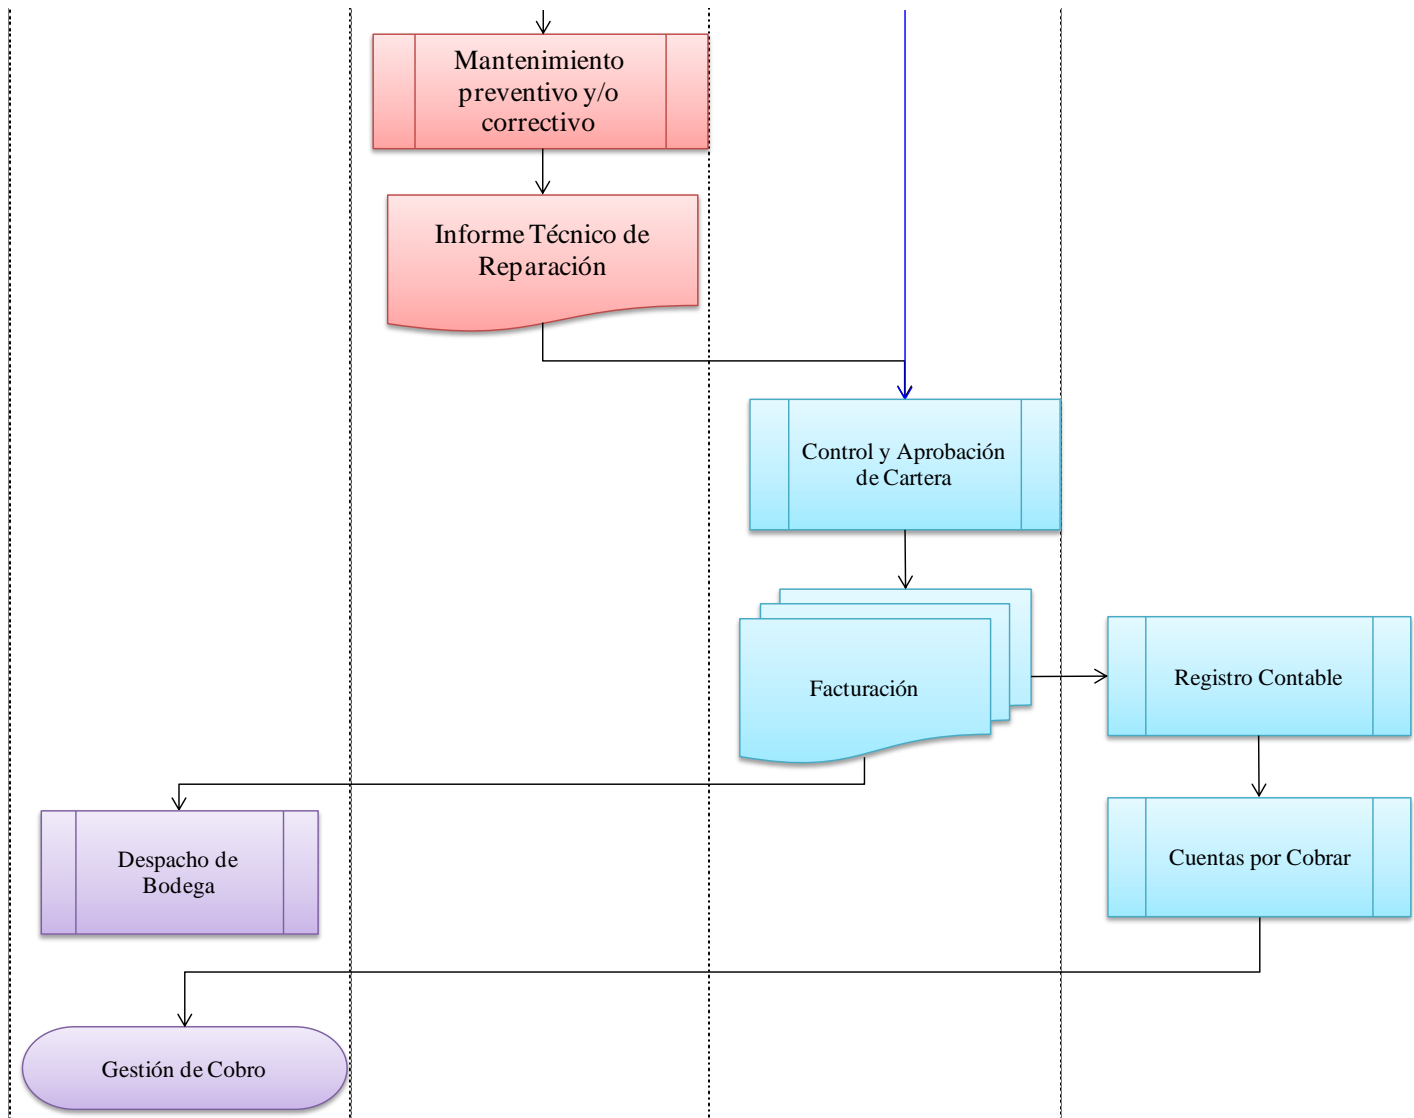 Mantenimiento
preventivo y/o
correctivo
Informe Técnico de
Reparación
Control y Aprobación
de Cartera
Facturación
Registro Contable
Despacho de
Bodega
Cuentas por Cobrar
Gestión de Cobro